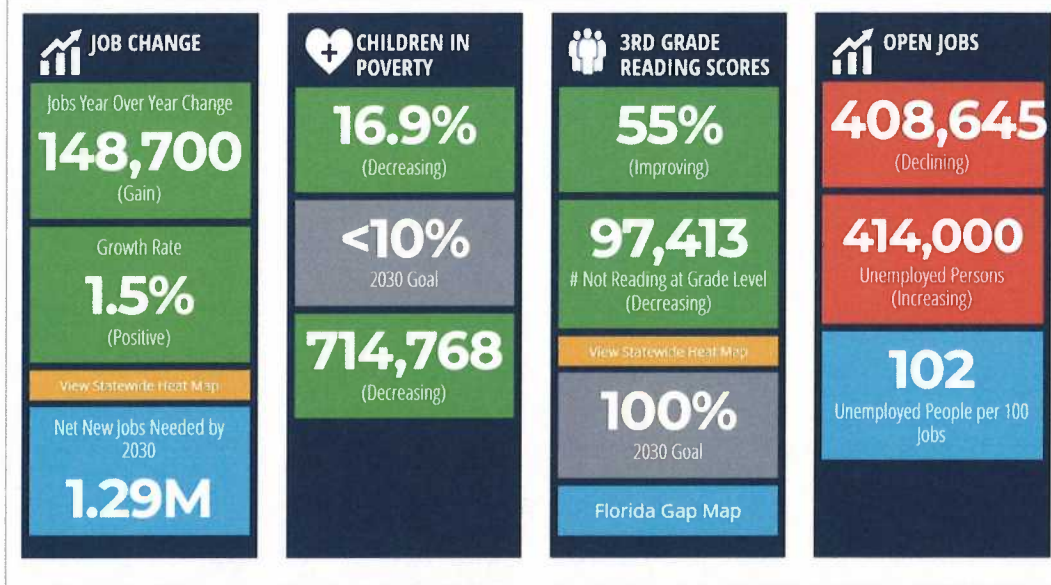 JOB CHANGE
Jobs Year Over Year Change
148,700
(Gain)
Growth Rate
1.5%
(Positive)
View Statewide Heat Map
Net New Jobs Needed by
2030
1.29M
CHILDREN IN
POVERTY
16.9%
(Decreasing)
<10%
2030 Goal
714,768
(Decreasing)
3RD GRADE
READING SCORES
55%
(Improving)
97,413
# Not Reading at Grade Level
(Decreasing)
View Statewide Heat Map
100%
2030 Goal
Florida Gap Map
OPEN JOBS
408,645
(Declining)
414,000
Unemployed Persons
(Increasing)
102
Unemployed People per 100
Jobs